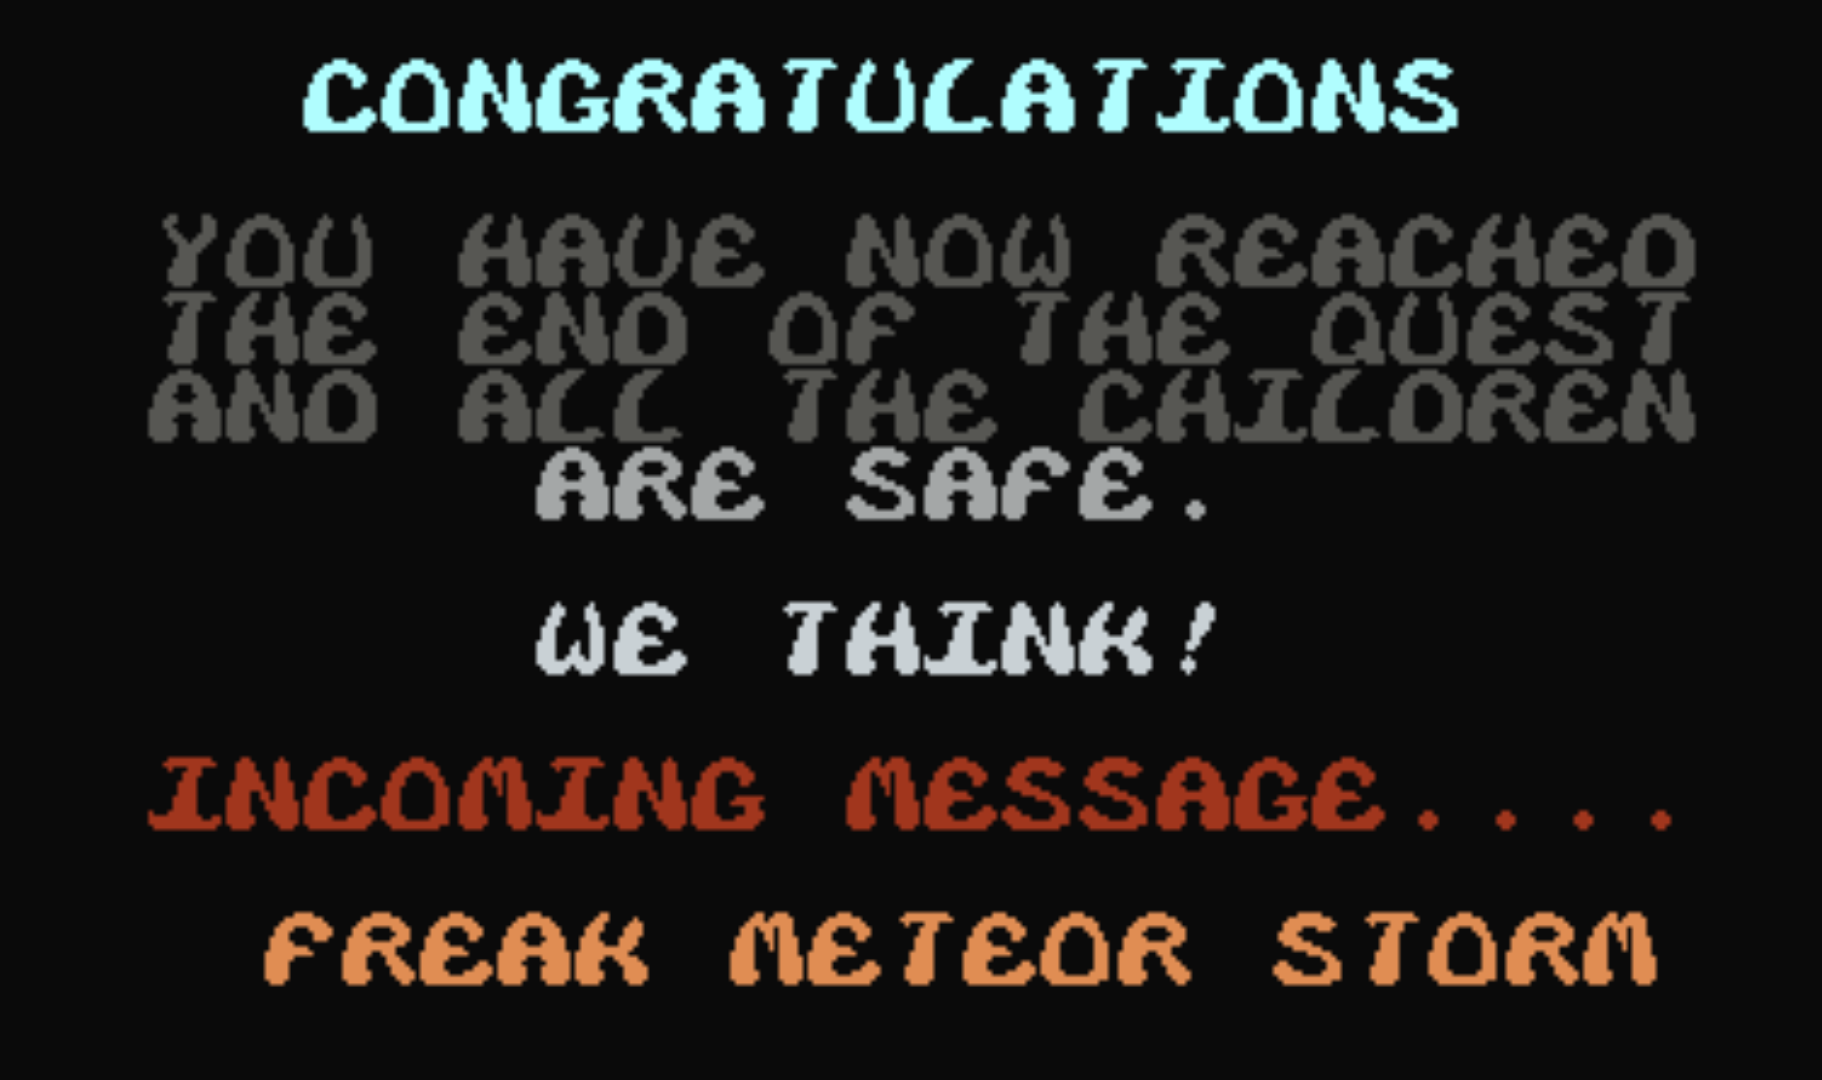 CONGRATULATIONS
YOU HAVE NOW REACHED
THE END OF THE QUEST
AND ALL THE CHILDREN
ARE SAFE.
WE THINK!
INCOMING MESSAGE....
FREAK METEOR STORM